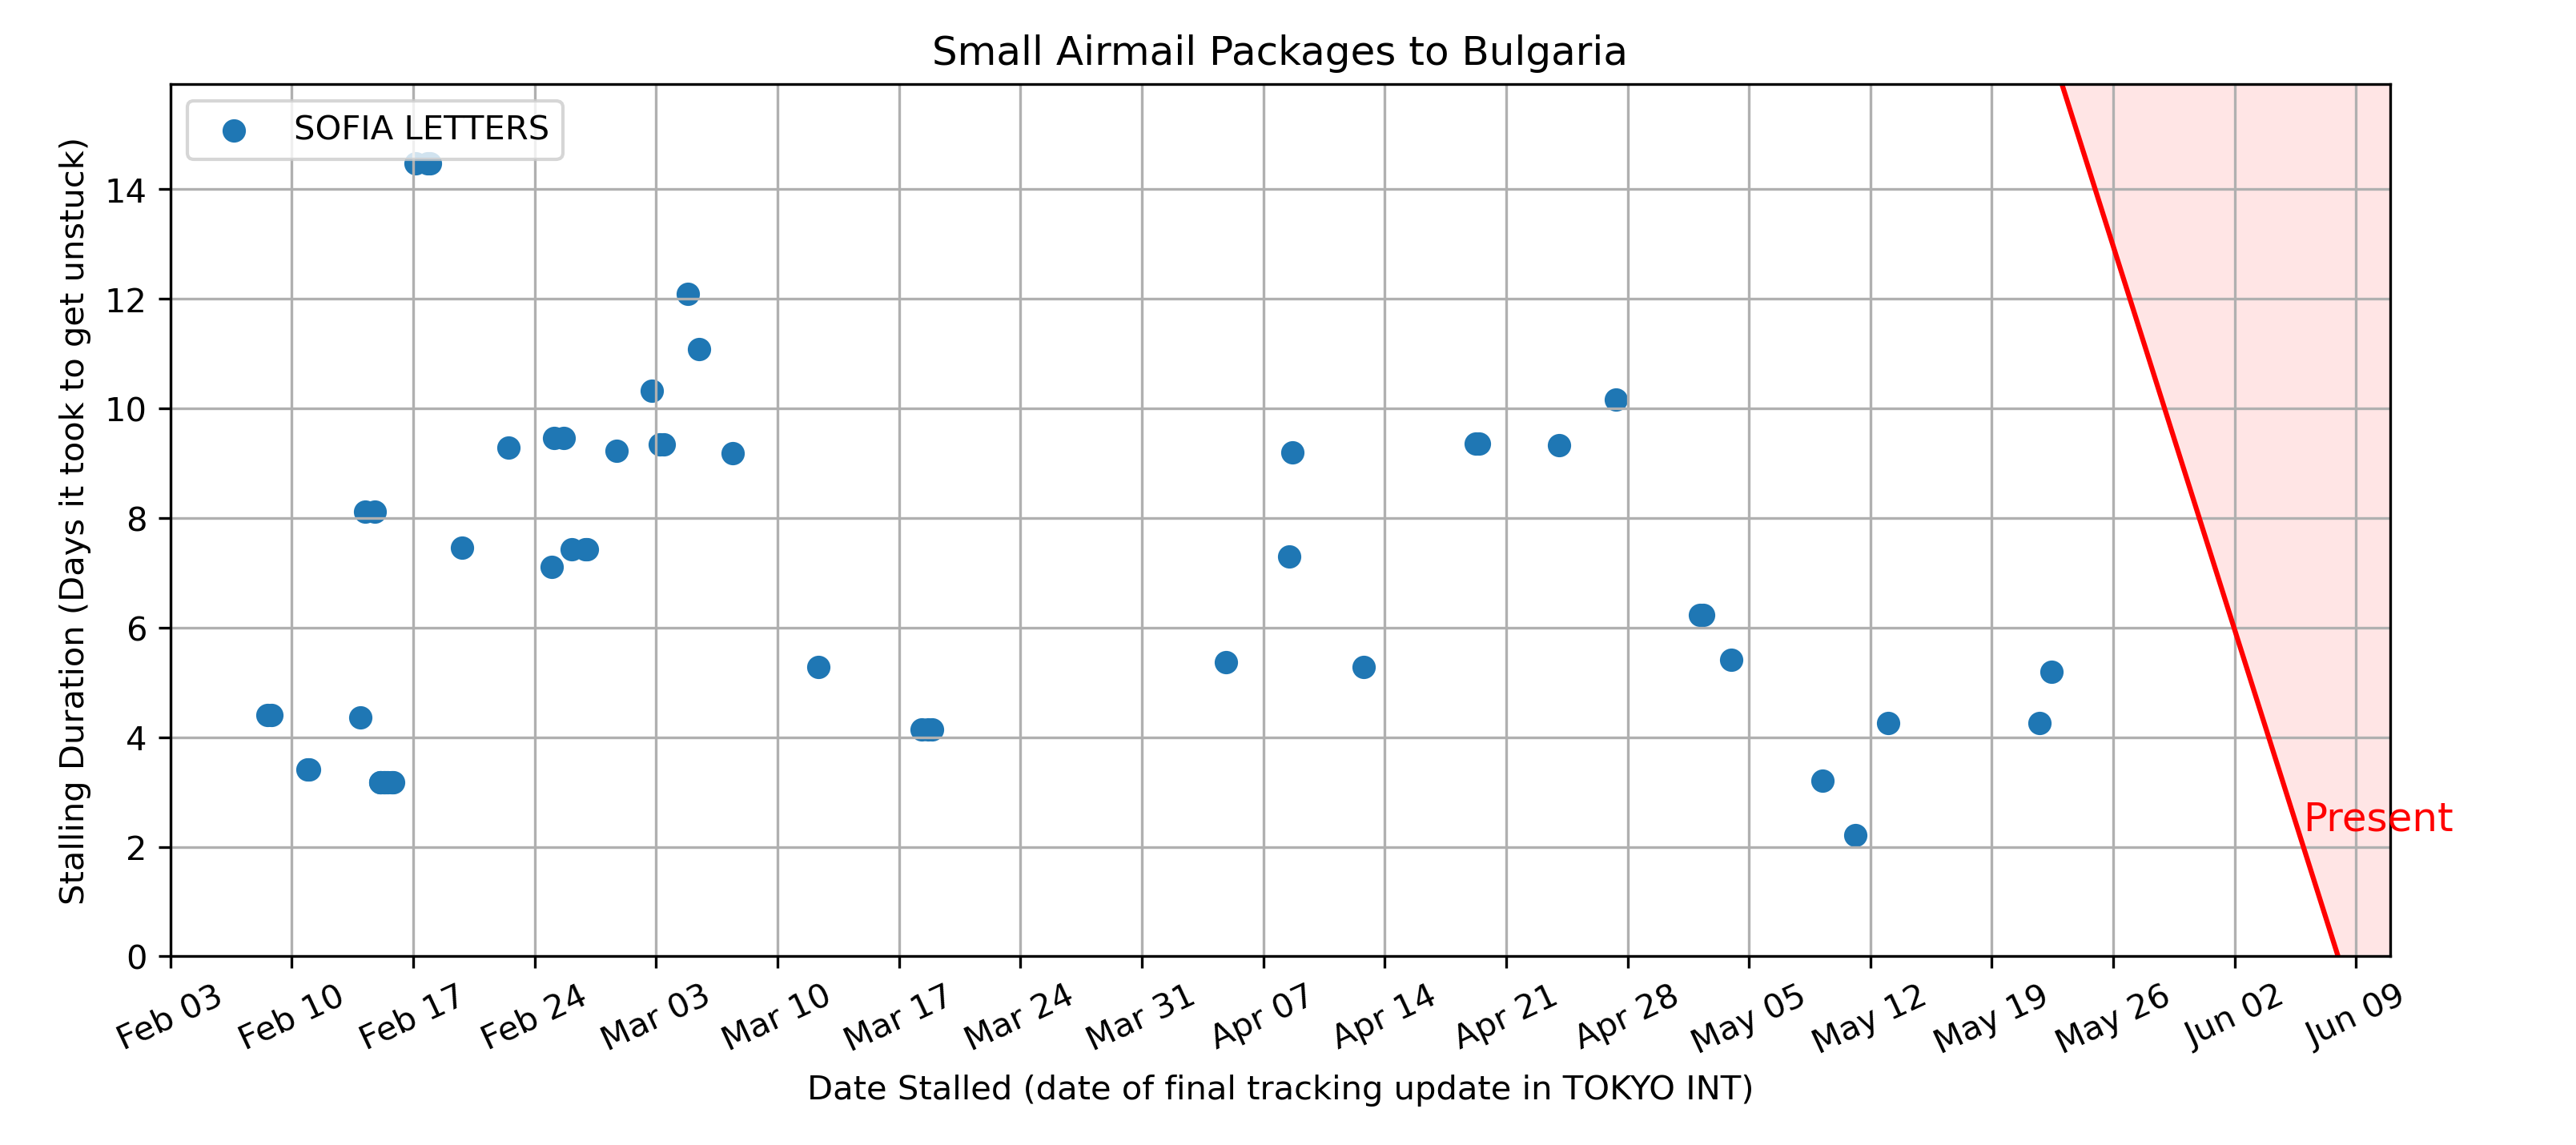 Small Airmail Packages to Bulgaria
SOFIA LETTERS
Stalling Duration (Days it took to get unstuck)
14
12
10
8
6
4
2
0
Present
Feb 03
Feb 10
Feb 17
Feb 24
Mar 03
Mar 10
Mar 17
Mar 24
Mar 31
Apr 07
Apr 14
Apr 21
Apr 28
May 05
May 12
May 19
May 26
Jun 02
Jun 09
Date Stalled (date of final tracking update in TOKYO INT)